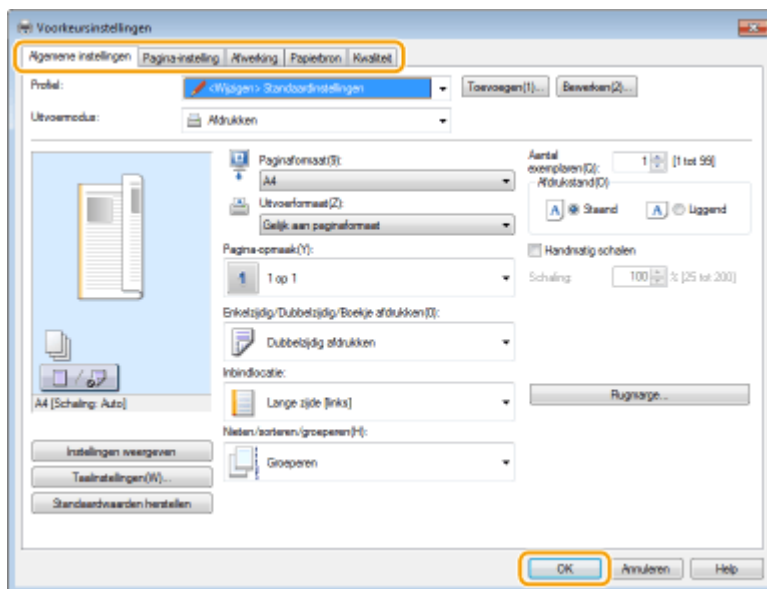 Voorkeursinstellingen
Algemene instellingen Pagina-instelling Afwerking Papierbron Kwaliteit
Profiel: <Wijzigen> Standaardinstellingen Toevoegen(1)... Bewerken(2)...
Uitvoermodus: Afdrukken
Paginaformaat(9):
A4
Uitvoerformaat(Z):
Gelijk aan paginaformaat
Pagina-opmaak(Y):
1 1 op 1
Enkelzijdig/Dubbelzijdig/Boekje afdrukken(0):
Dubbelzijdig afdrukken
Inbindlocatie:
Lange zijde [links]
Nieten/sorteren/groeperen(H):
Groeperen
Aantal
exemplaren(Q): 1 [1 tot 99]
Afdrukstand(O)
A Staand A Liggend
Handmatig schalen
Schaling: 100 % [25 tot 200]
Rugmarge...
A4 [Schaling: Auto]
Instellingen weergeven
Taalinstellingen(W)...
Standaardwaarden herstellen
OK Annuleren Help